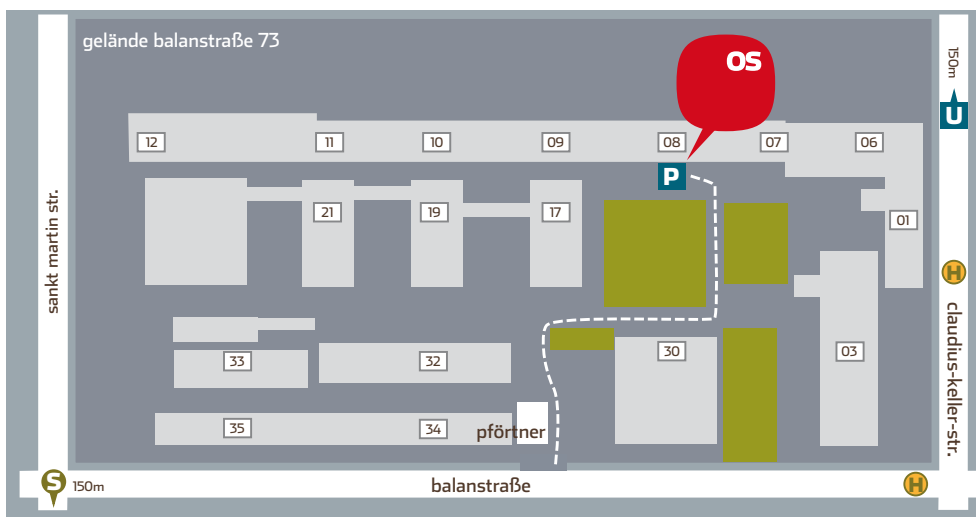 gelände balanstraße 73
OS
150m
U
12
11
10
09
08
07
06
P
21
19
17
01
sankt martin str.
H
claudius-keller-str.
33
32
30
03
35
34
pförtner
S
150m
balanstraße
H